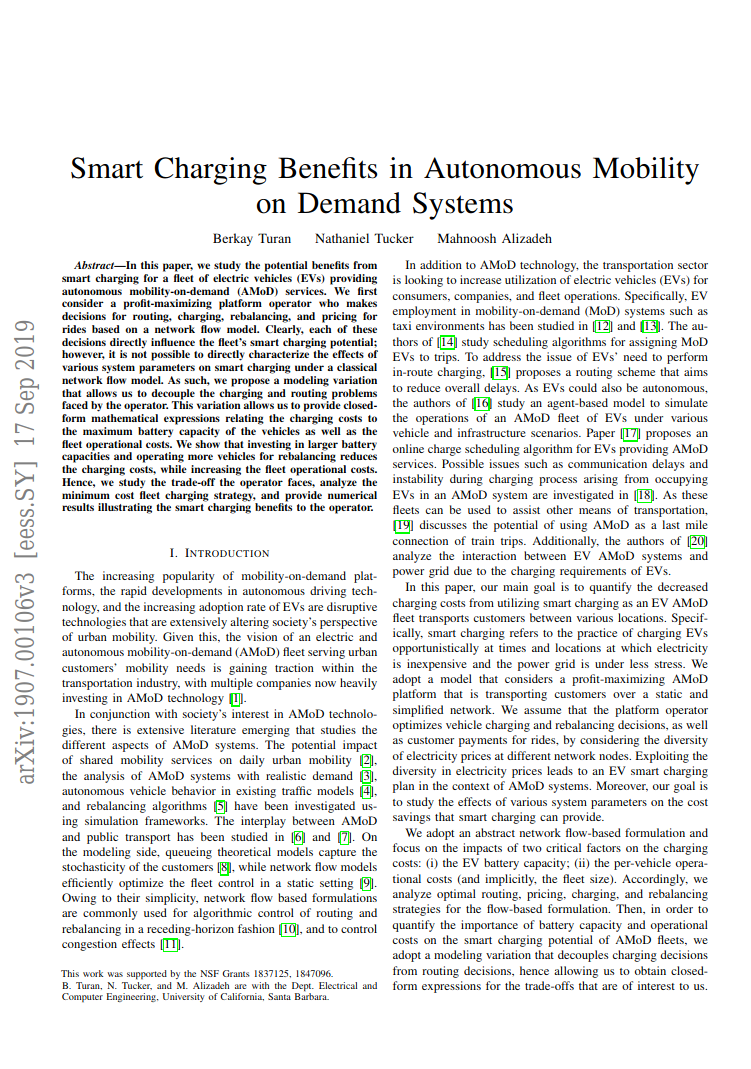 arXiv:1907.00106v3 [eess.SY] 17 Sep 2019
Smart Charging Benefits in Autonomous Mobility
on Demand Systems
Berkay Turan Nathaniel Tucker Mahnoosh Alizadeh
Abstract—In this paper, we study the potential benefits from
smart charging for a fleet of electric vehicles (EVs) providing
autonomous mobility-on-demand (AMoD) services. We first
consider a profit-maximizing platform operator who makes
decisions for routing, charging, rebalancing, and pricing for
rides based on a network flow model. Clearly, each of these
decisions directly influence the fleet's smart charging potential;
however, it is not possible to directly characterize the effects of
various system parameters on smart charging under a classical
network flow model. As such, we propose a modeling variation
that allows us to decouple the charging and routing problems
faced by the operator. This variation allows us to provide closed-
form mathematical expressions relating the charging costs to
the maximum battery capacity of the vehicles as well as the
fleet operational costs. We show that investing in larger battery
capacities and operating more vehicles for rebalancing reduces
the charging costs, while increasing the fleet operational costs.
Hence, we study the trade-off the operator faces, analyze the
minimum cost fleet charging strategy, and provide numerical
results illustrating the smart charging benefits to the operator.
I. INTRODUCTION
The increasing popularity of mobility-on-demand plat-
forms, the rapid developments in autonomous driving tech-
nology, and the increasing adoption rate of EVs are disruptive
technologies that are extensively altering society's perspective
of urban mobility. Given this, the vision of an electric and
autonomous mobility-on-demand (AMoD) fleet serving urban
customers' mobility needs is gaining traction within the
transportation industry, with multiple companies now heavily
investing in AMoD technology [1].
In conjunction with society's interest in AMoD technolo-
gies, there is extensive literature emerging that studies the
different aspects of AMoD systems. The potential impact
of shared mobility services on daily urban mobility [2],
the analysis of AMoD systems with realistic demand [3],
autonomous vehicle behavior in existing traffic models [4],
and rebalancing algorithms [5] have been investigated us-
ing simulation frameworks. The interplay between AMoD
and public transport has been studied in [6] and [7]. On
the modeling side, queueing theoretical models capture the
stochasticity of the customers [8], while network flow models
efficiently optimize the fleet control in a static setting [9].
Owing to their simplicity, network flow based formulations
are commonly used for algorithmic control of routing and
rebalancing in a receding-horizon fashion [10], and to control
congestion effects [11].
This work was supported by the NSF Grants 1837125, 1847096.
B. Turan, N. Tucker, and M. Alizadeh are with the Dept. Electrical and
Computer Engineering, University of California, Santa Barbara.
In addition to AMoD technology, the transportation sector
is looking to increase utilization of electric vehicles (EVs) for
consumers, companies, and fleet operations. Specifically, EV
employment in mobility-on-demand (MoD) systems such as
taxi environments has been studied in [12] and [13]. The au-
thors of [14] study scheduling algorithms for assigning MoD
EVs to trips. To address the issue of EVs' need to perform
in-route charging, [15] proposes a routing scheme that aims
to reduce overall delays. As EVs could also be autonomous,
the authors of [16] study an agent-based model to simulate
the operations of an AMoD fleet of EVs under various
vehicle and infrastructure scenarios. Paper [17] proposes an
online charge scheduling algorithm for EVs providing AMoD
services. Possible issues such as communication delays and
instability during charging process arising from occupying
EVs in an AMoD system are investigated in [18]. As these
fleets can be used to assist other means of transportation,
[19] discusses the potential of using AMoD as a last mile
connection of train trips. Additionally, the authors of [20]
analyze the interaction between EV AMoD systems and
power grid due to the charging requirements of EVs.
In this paper, our main goal is to quantify the decreased
charging costs from utilizing smart charging as an EV AMoD
fleet transports customers between various locations. Specif-
ically, smart charging refers to the practice of charging EVs
opportunistically at times and locations at which electricity
is inexpensive and the power grid is under less stress. We
adopt a model that considers a profit-maximizing AMoD
platform that is transporting customers over a static and
simplified network. We assume that the platform operator
optimizes vehicle charging and rebalancing decisions, as well
as customer payments for rides, by considering the diversity
of electricity prices at different network nodes. Exploiting the
diversity in electricity prices leads to an EV smart charging
plan in the context of AMoD systems. Moreover, our goal is
to study the effects of various system parameters on the cost
savings that smart charging can provide.
We adopt an abstract network flow-based formulation and
focus on the impacts of two critical factors on the charging
costs: (i) the EV battery capacity; (ii) the per-vehicle opera-
tional costs (and implicitly, the fleet size). Accordingly, we
analyze optimal routing, pricing, charging, and rebalancing
strategies for the flow-based formulation. Then, in order to
quantify the importance of battery capacity and operational
costs on the smart charging potential of AMoD fleets, we
adopt a modeling variation that decouples charging decisions
from routing decisions, hence allowing us to obtain closed-
form expressions for the trade-offs that are of interest to us.